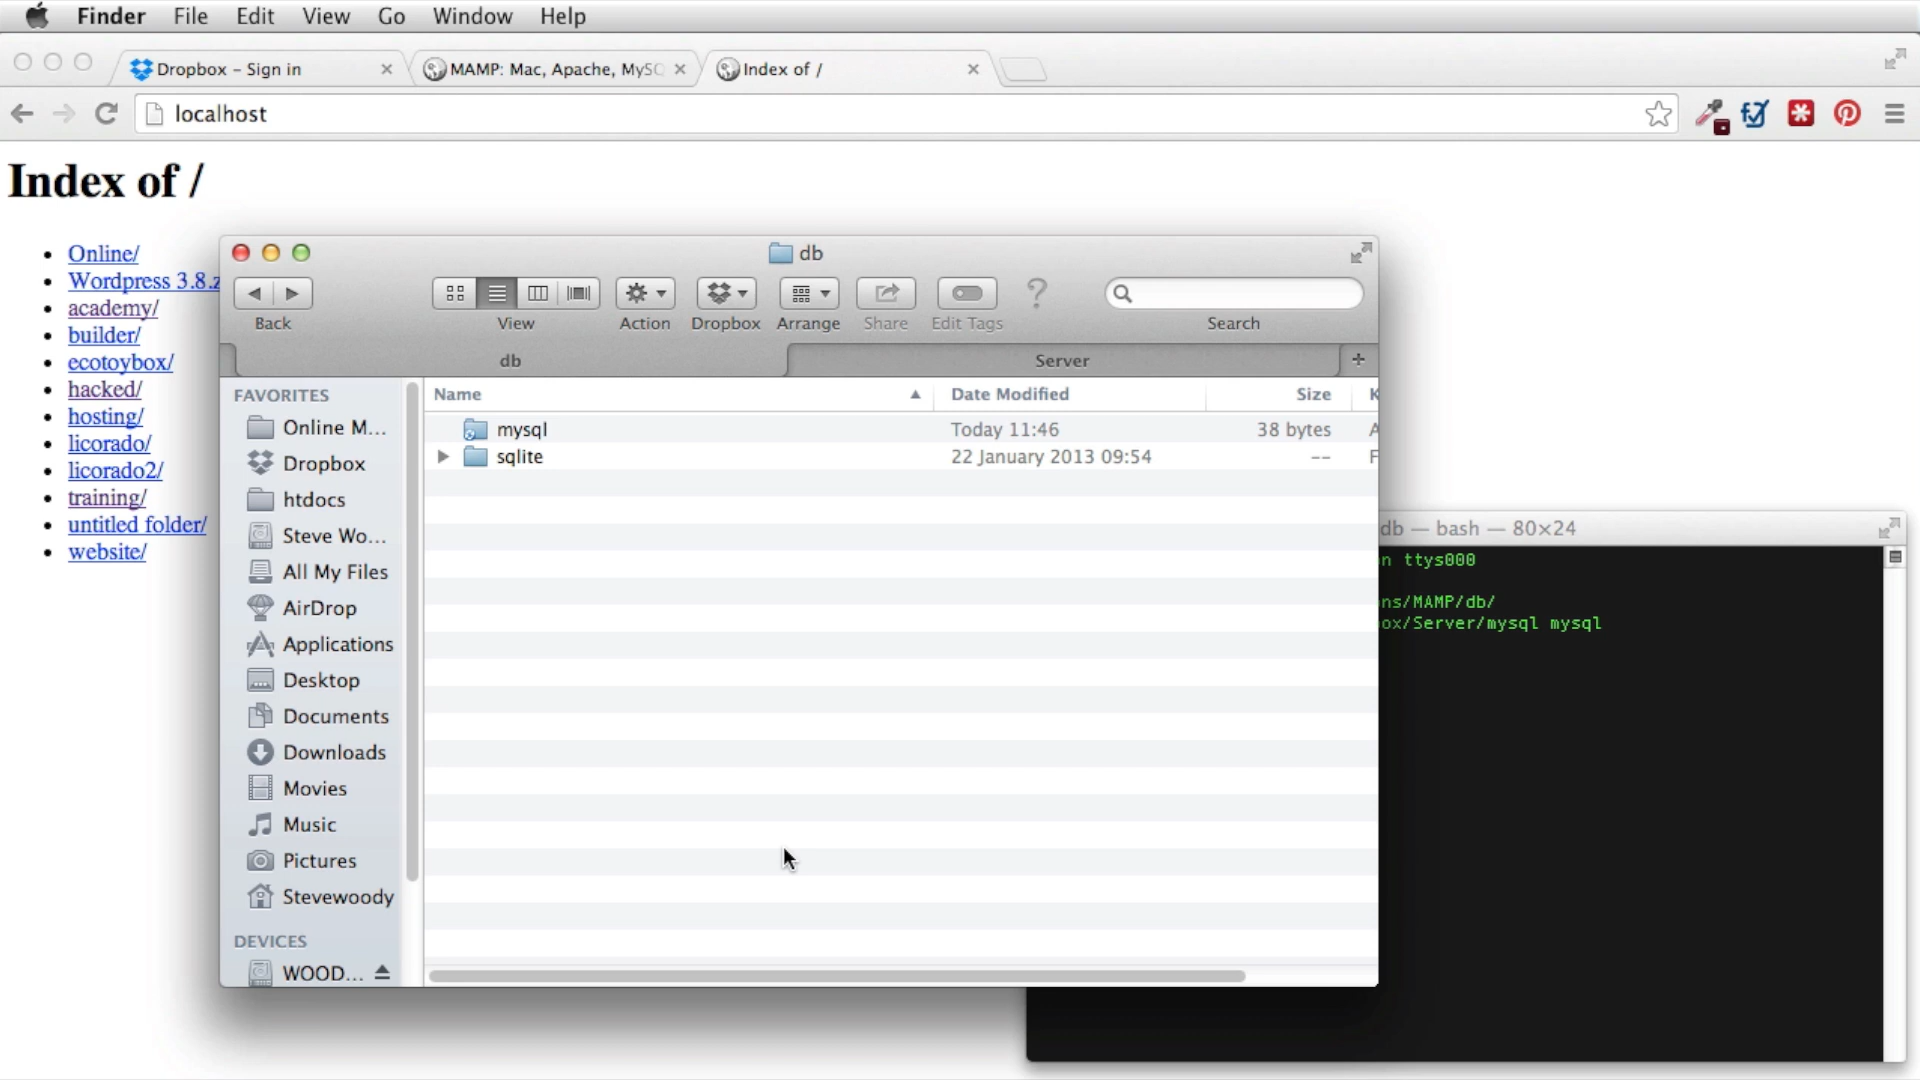 Finder File Edit View Go Window Help
Dropbox - Sign in
MAMP: Mac, Apache, MySQ
Index of /
localhost
Index of /
Online/
Wordpress 3.8.z
academy/
builder/
ecotoybox/
hacked/
hosting/
licorado/
licorado2/
training/
untitled folder/
website/
db
Back
View
Action
Dropbox
Arrange
Share
Edit Tags
Search
db
Server
FAVORITES
Online M...
Dropbox
htdocs
Steve Wo...
All My Files
AirDrop
Applications
Desktop
Documents
Downloads
Movies
Music
Pictures
Stevewoody
DEVICES
WOOD...
Name Date Modified Size K
mysql Today 11:46 38 bytes A
sqlite 22 January 2013 09:54 -- F
db — bash — 80×24
n ttys000
ns/MAMP/db/
ox/Server/mysql mysql